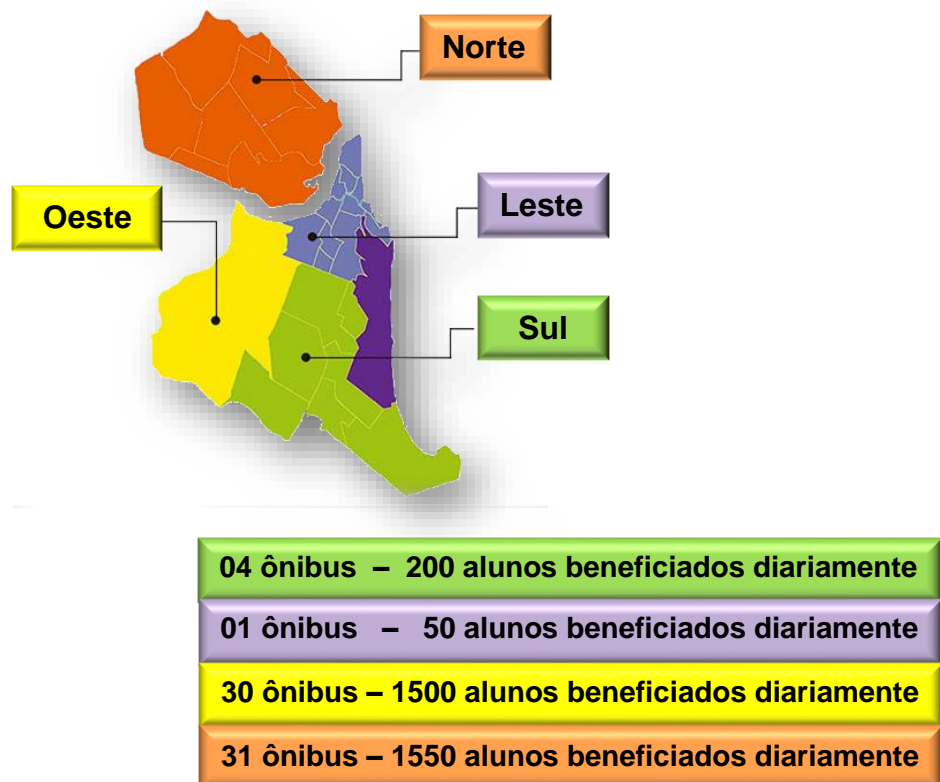 Norte
Oeste
Leste
Sul
04 ônibus – 200 alunos beneficiados diariamente
01 ônibus – 50 alunos beneficiados diariamente
30 ônibus – 1500 alunos beneficiados diariamente
31 ônibus – 1550 alunos beneficiados diariamente